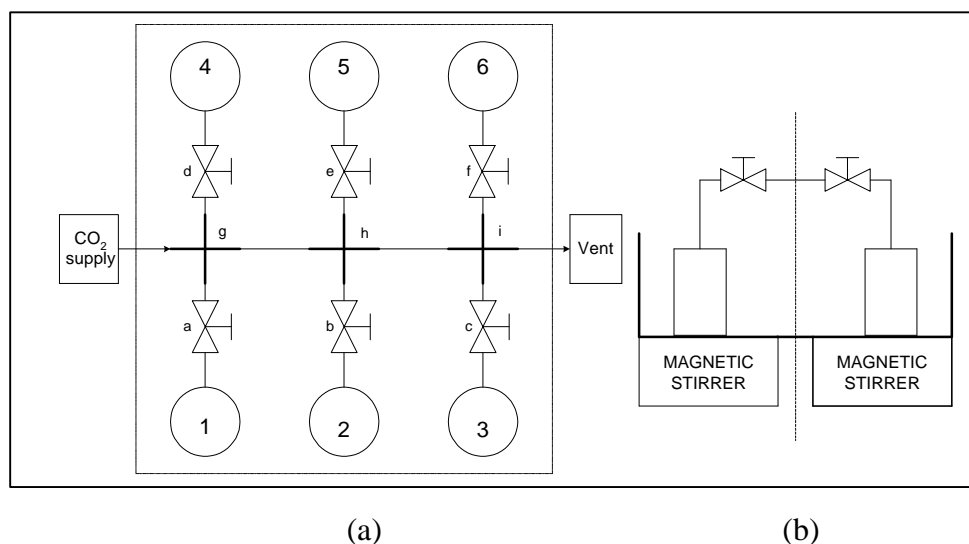 4 5 6
d e f
g h i
CO2
supply
Vent
a b c
1 2 3
MAGNETIC
STIRRER
MAGNETIC
STIRRER
(a) (b)